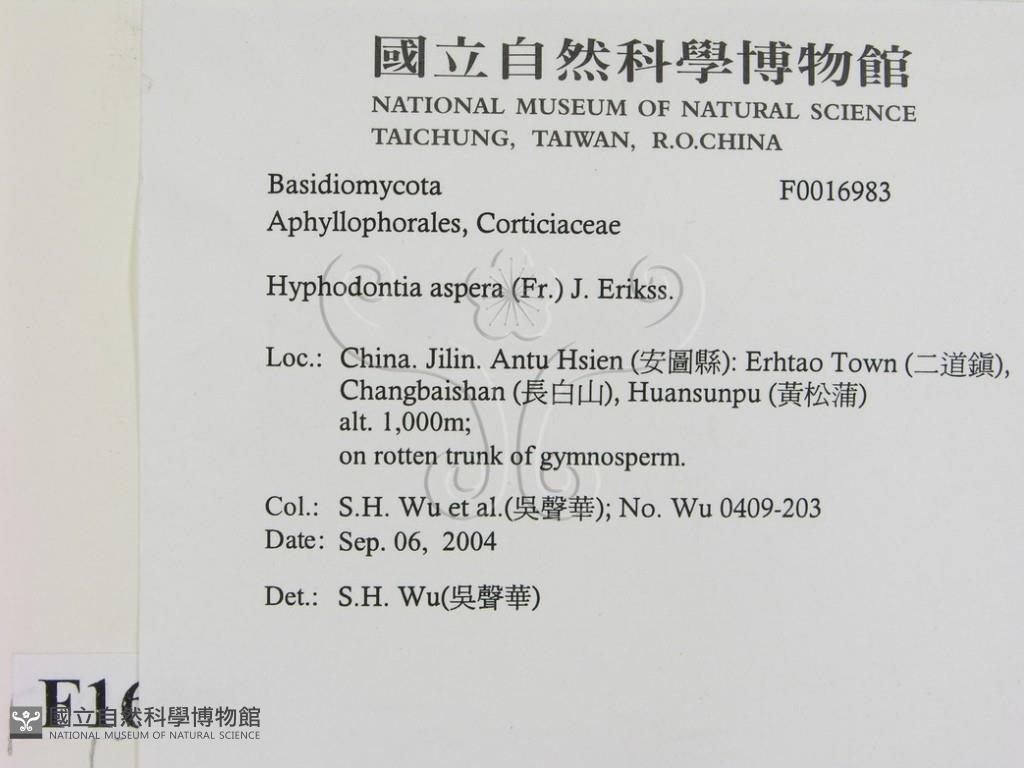 國立自然科學博物館
NATIONAL MUSEUM OF NATURAL SCIENCE
TAICHUNG, TAIWAN, R.O.CHINA
Basidiomycota F0016983
Aphyllophorales, Corticiaceae
Hyphodontia aspera (Fr.) J. Erikss.
Loc.: China. Jilin. Antu Hsien (安圖縣): Erhtao Town (二道鎮),
Changbaishan (長白山), Huansunpu (黃松蒲)
alt. 1,000m;
on rotten trunk of gymnosperm.
Col.: S.H. Wu et al.(吳聲華); No. Wu 0409-203
Date: Sep. 06, 2004
Det.: S.H. Wu(吳聲華)
F16
國立自然科學博物館
NATIONAL MUSEUM OF NATURAL SCIENCE